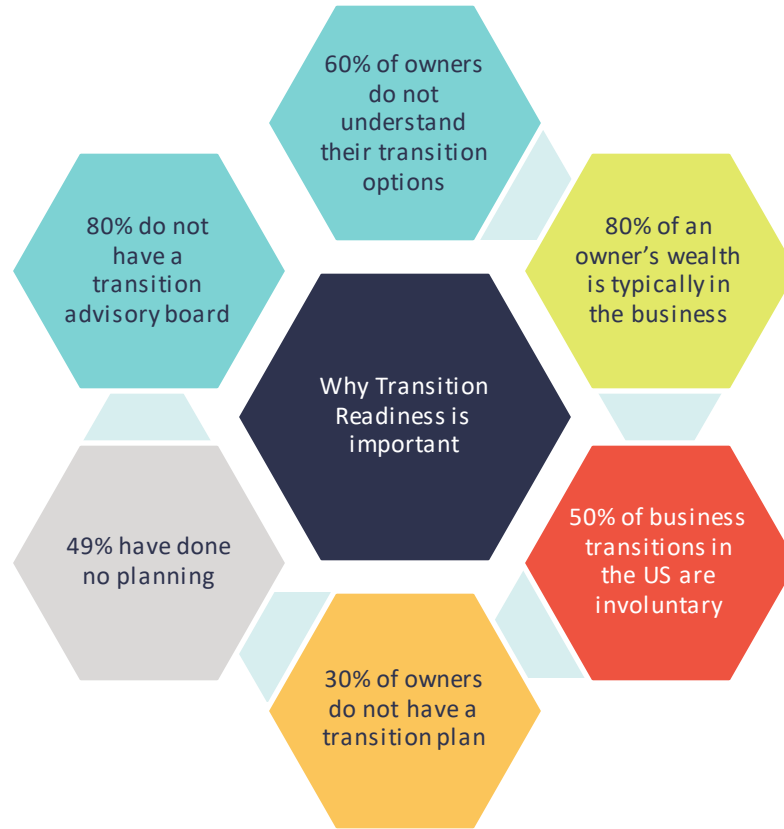 60% of owners
do not
understand
their transition
options
80% do not
have a
transition
advisory board
80% of an
owner’s wealth
is typically in
the business
Why Transition
Readiness is
important
49% have done
no planning
50% of business
transitions in
the US are
involuntary
30% of owners
do not have a
transition plan